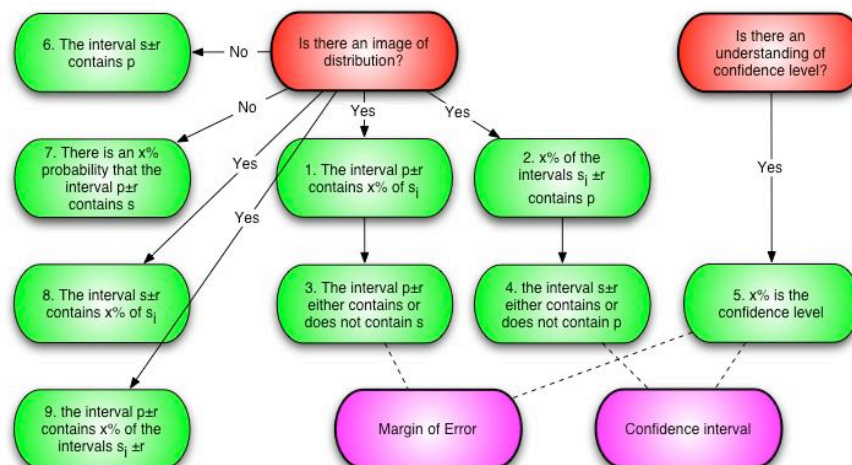 6. The interval s±r
contains p
No
Is there an image of
distribution?
Is there an
understanding of
confidence level?
No
Yes
Yes
7. There is an x%
probability that the
interval p±r
contains s
Yes
Yes
1. The interval p±r
contains x% of si
2. x% of the
intervals si ±r
contains p
Yes
8. The interval s±r
contains x% of si
3. The interval p±r
either contains or
does not contain s
4. the interval s±r
either contains or
does not contain p
5. x% is the
confidence level
9. the interval p±r
contains x% of the
intervals si ±r
Margin of Error
Confidence interval